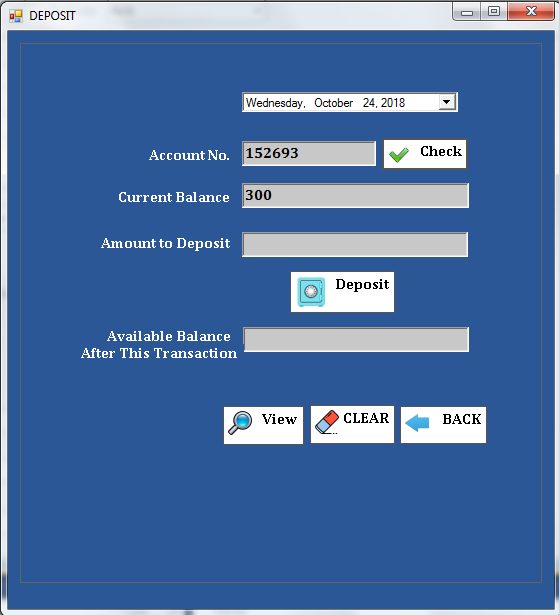 DEPOSIT
Wednesday, October 24, 2018
Account No. 152693 Check
Current Balance 300
Amount to Deposit
Deposit
Available Balance
After This Transaction
View CLEAR BACK